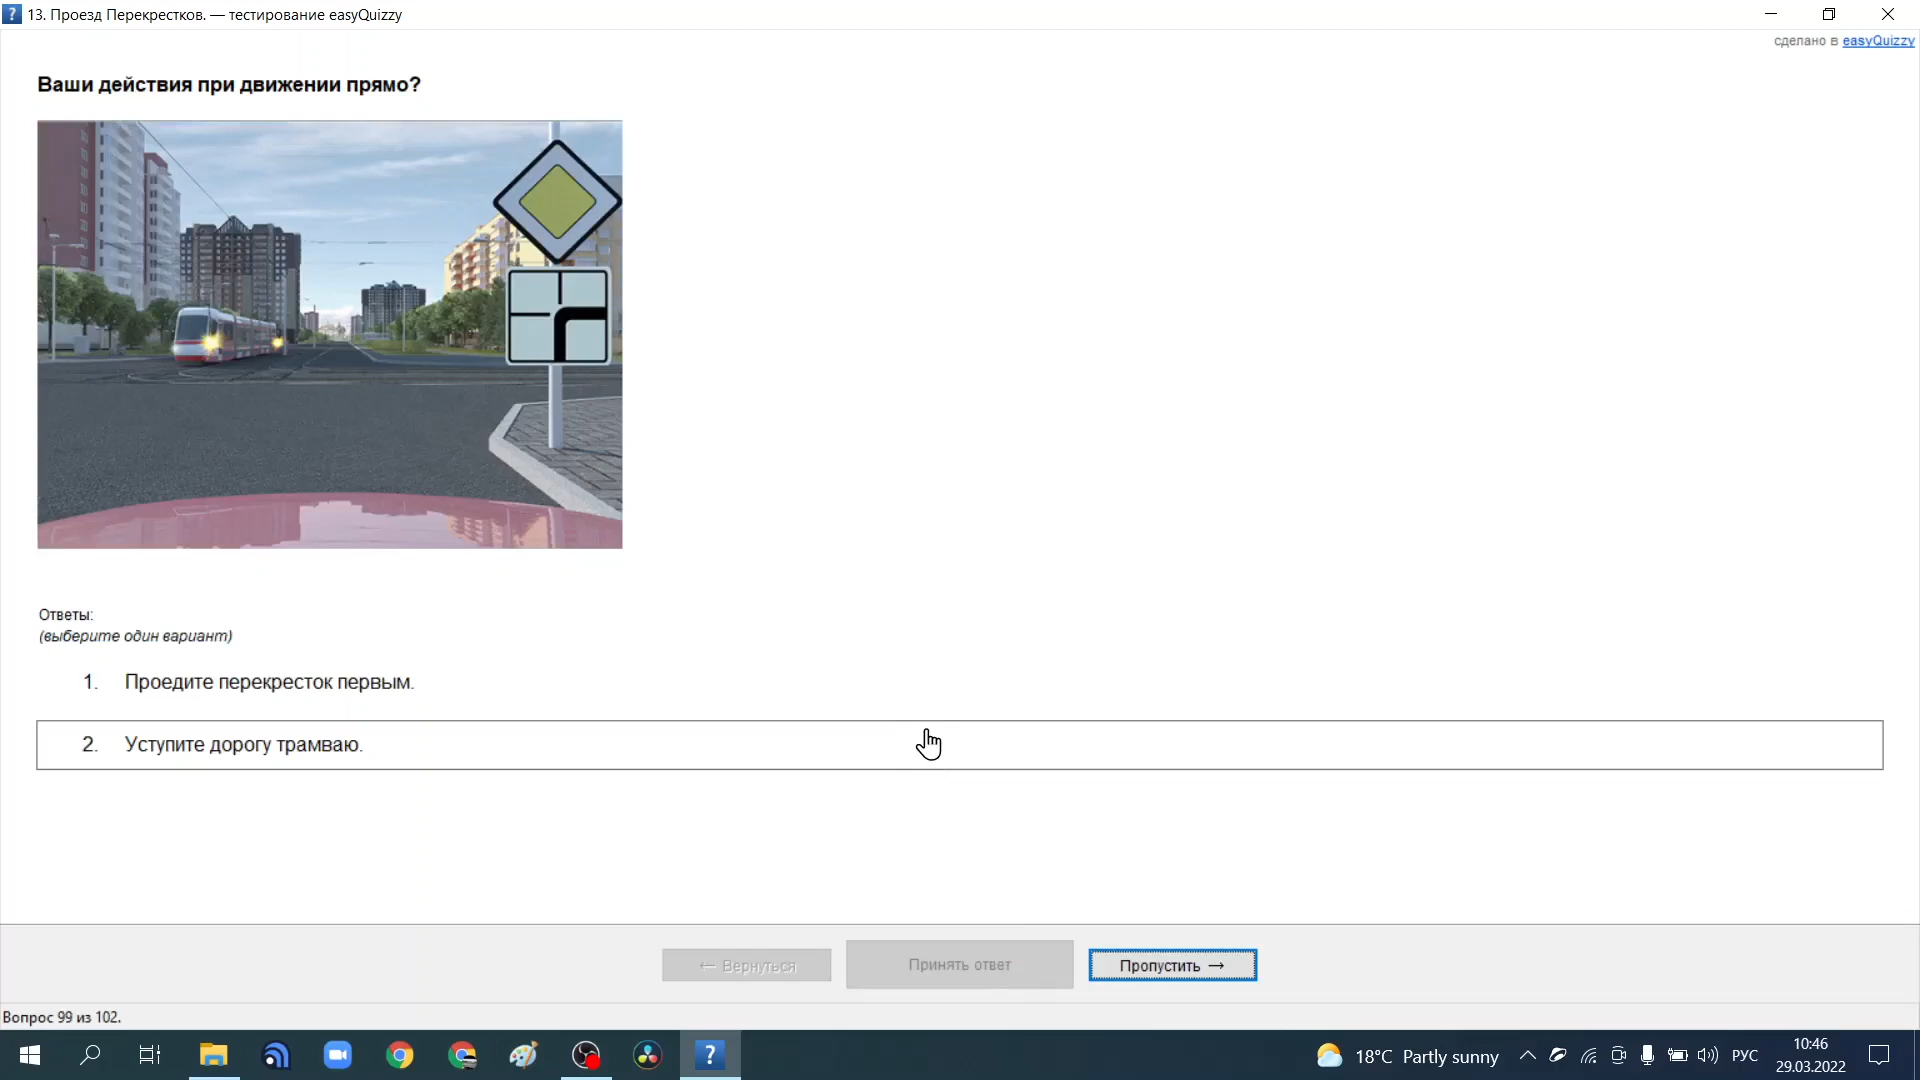 13. Проезд Перекрестков. — тестирование easyQuizzy
сделано в easyQuizzy
Ваши действия при движении прямо?
Ответы:
(выберите один вариант)
1. Проедите перекресток первым.
2. Уступите дорогу трамваю.
← Вернуться
Принять ответ
Пропустить →
Вопрос 99 из 102.
18°C Partly sunny
РУС
10:46
29.03.2022